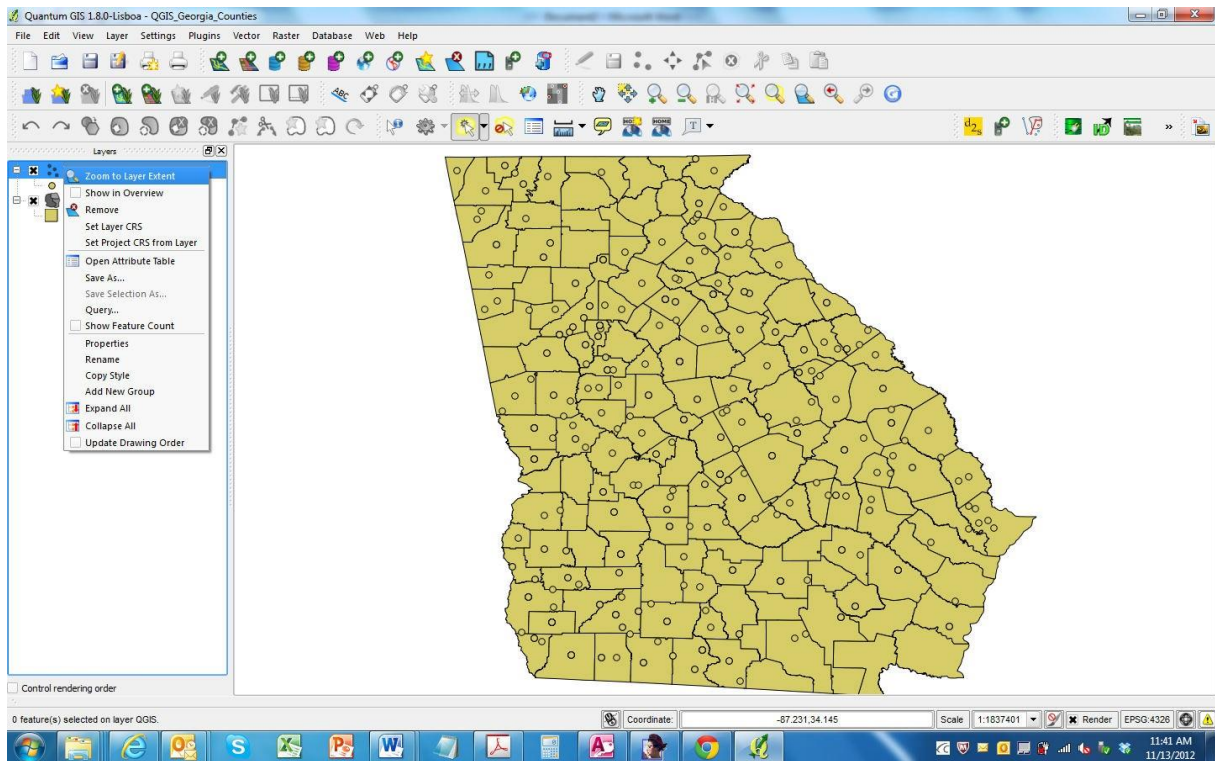 Quantum GIS 1.8.0-Lisboa - QGIS_Georgia_Counties
File Edit View Layer Settings Plugins Vector Raster Database Web Help
ABC
T
d2s
Layers
Zoom to Layer Extent
Show in Overview
Remove
Set Layer CRS
Set Project CRS from Layer
Open Attribute Table
Save As...
Save Selection As...
Query...
Show Feature Count
Properties
Rename
Copy Style
Add New Group
Expand All
Collapse All
Update Drawing Order
Control rendering order
0 feature(s) selected on layer QGIS.
Coordinate: -87.231,34.145 Scale 1:1837401 Render EPSG:4326
11:41 AM
11/13/2012